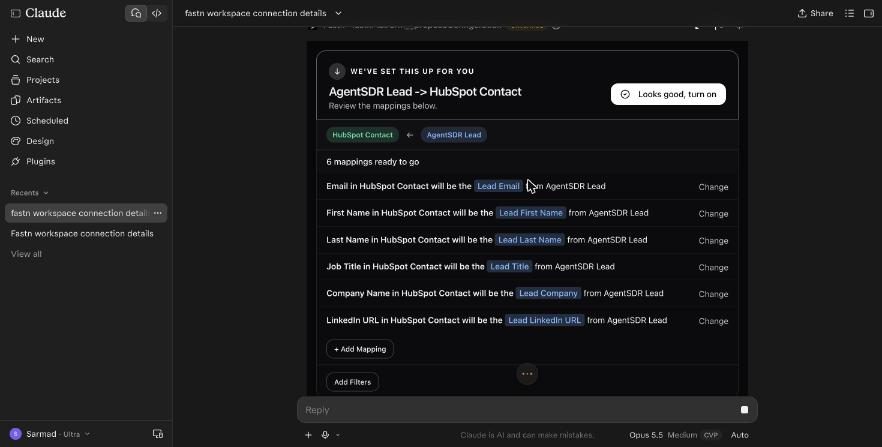 Claude
fastn workspace connection details
Share
New
Search
Projects
Artifacts
Scheduled
Design
Plugins
Recents
fastn workspace connection detail
Fastn workspace connection details
View all
WE'VE SET THIS UP FOR YOU
AgentSDR Lead -> HubSpot Contact
Review the mappings below.
Looks good, turn on
HubSpot Contact ← AgentSDR Lead
6 mappings ready to go
Email in HubSpot Contact will be the Lead Email from AgentSDR Lead Change
First Name in HubSpot Contact will be the Lead First Name from AgentSDR Lead Change
Last Name in HubSpot Contact will be the Lead Last Name from AgentSDR Lead Change
Job Title in HubSpot Contact will be the Lead Title from AgentSDR Lead Change
Company Name in HubSpot Contact will be the Lead Company from AgentSDR Lead Change
LinkedIn URL in HubSpot Contact will be the Lead LinkedIn URL from AgentSDR Lead Change
+ Add Mapping
Add Filters
Reply
S Sarmad · Ultra
Claude is AI and can make mistakes.
Opus 5.5 Medium CVP Auto